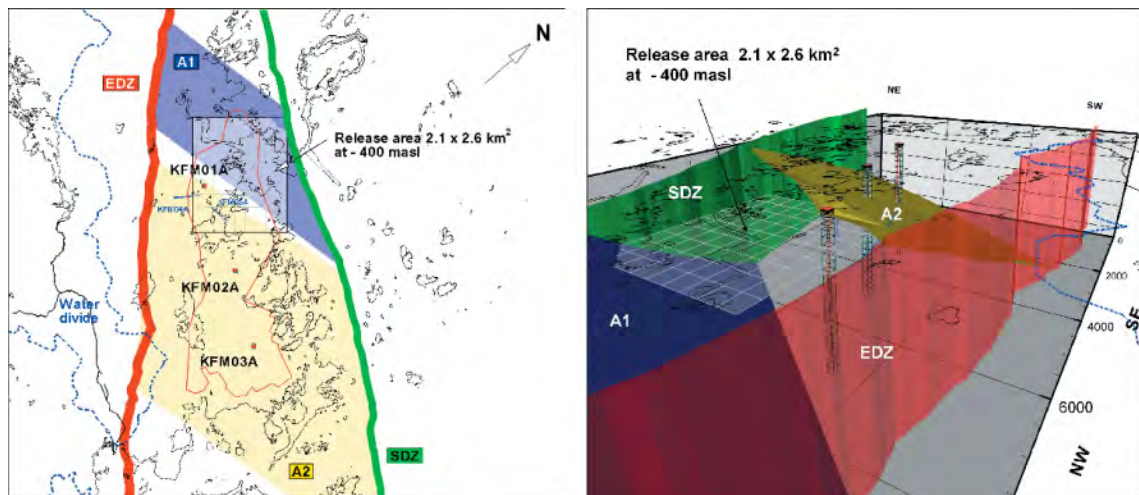 N
A1
EDZ
Release area 2.1 x 2.6 km²
at - 400 masl
KFM01A
KFM02A
Water
divide
KFM03A
SDZ
A2
Release area 2.1 x 2.6 km²
at - 400 masl
NE
SW
SDZ
A2
A1
EDZ
0
2000
SE
4000
6000
NW